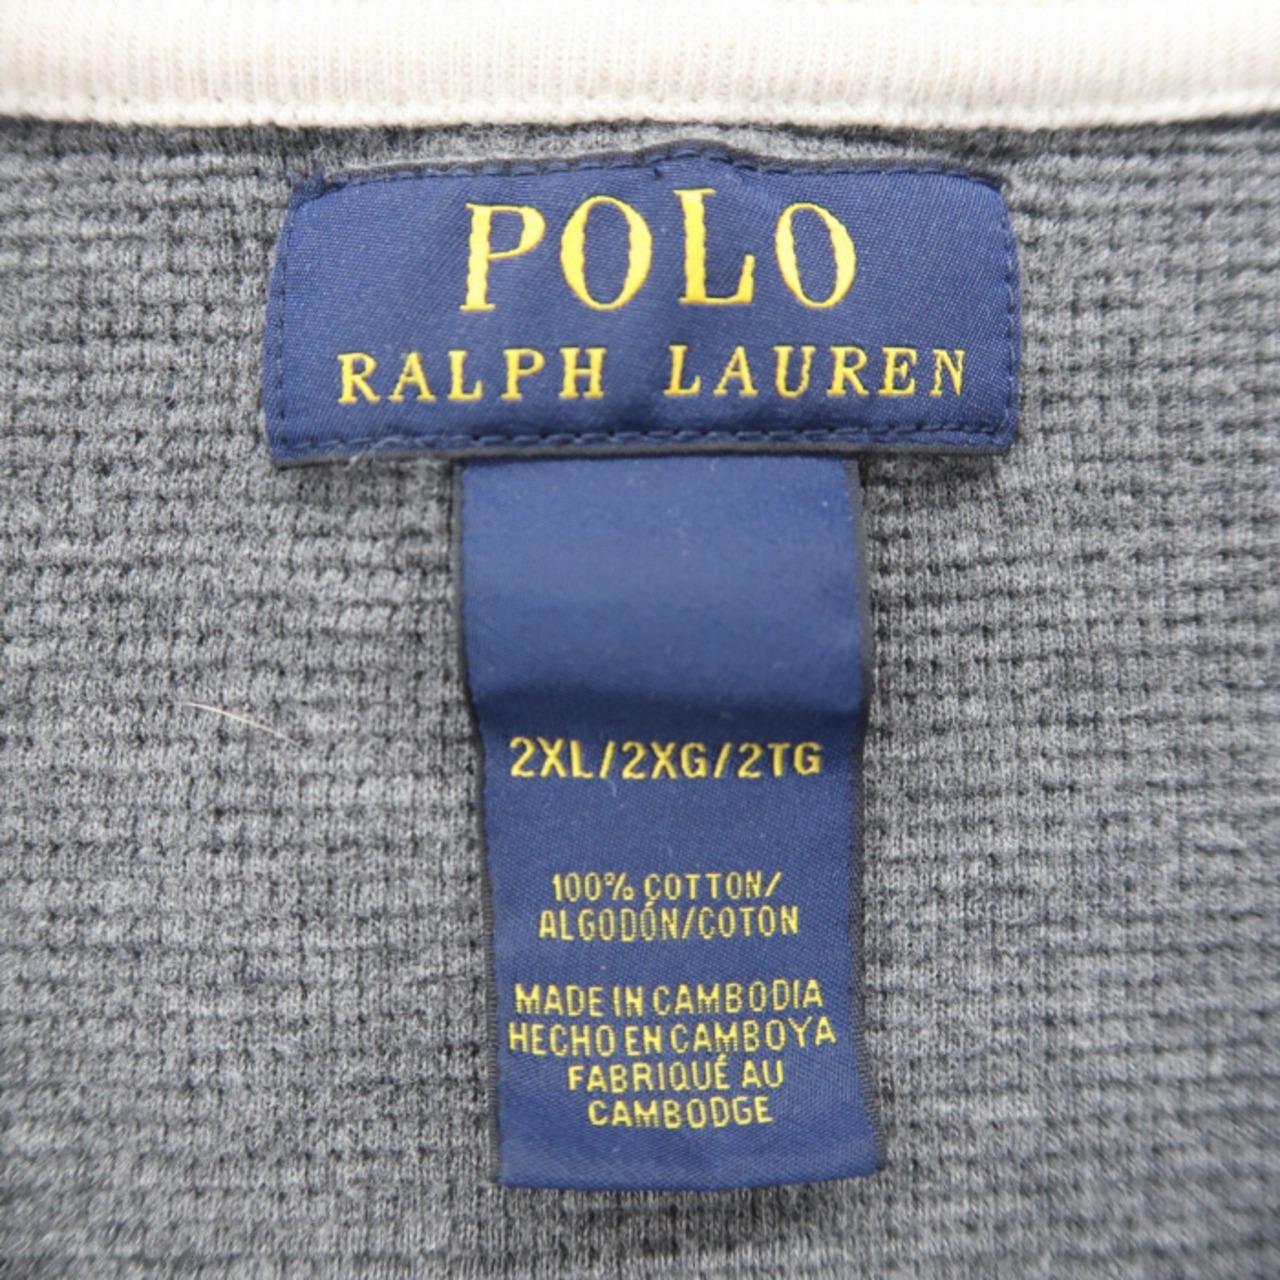 POLO
RALPH LAUREN
2XL/2XG/2TG
100% COTTON/
ALGODÓN/COTON
MADE IN CAMBODIA
HECHO EN CAMBOYA
FABRIQUÉ AU
CAMBODGE